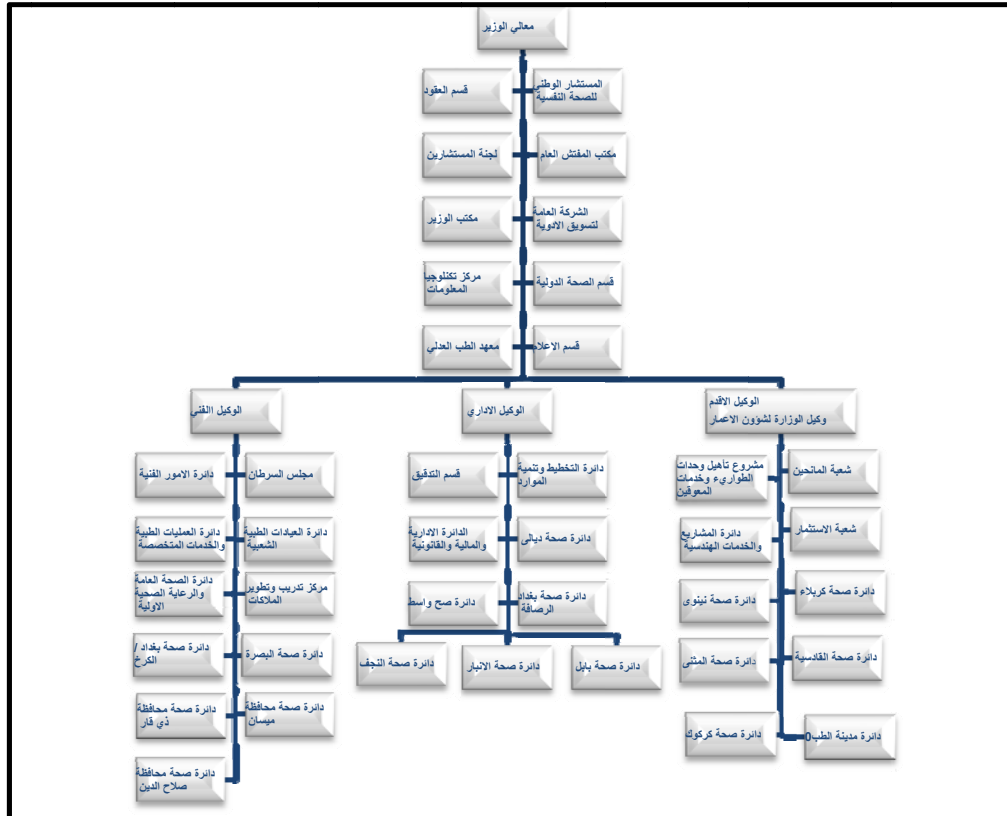 معالي الوزير
المستشار الوطني
للصحة النفسية
قسم العقود
مكتب المفتش العام
لجنة المستشارين
الشركة العامة
لتسويق الادوية
مكتب الوزير
قسم الصحة الدولية
مركز تكنلوجيا
المعلومات
قسم الاعلام
معهد الطب العدلي
الوكيل الاقدم
وكيل الوزارة لشؤون الاعمار
الوكيل الاداري
الوكيل الفني
شعبة المانحين
مشروع تأهيل وحدات
الطواريء وخدمات
المعوقين
شعبة الاستثمار
دائرة المشاريع
والخدمات الهندسية
دائرة صحة كربلاء
دائرة صحة نينوى
دائرة صحة القادسية
دائرة صحة المثنى
دائرة مدينة الطب0
دائرة صحة كركوك
دائرة التخطيط وتنمية
الموارد
قسم التدقيق
دائرة صحة ديالى
الدائرة الادارية
والمالية والقانونية
دائرة صحة بغداد
الرصافة
دائرة صح واسط
دائرة صحة بابل
دائرة صحة الانبار
دائرة صحة النجف
مجلس السرطان
دائرة الامور الفنية
دائرة العيادات الطبية
الشعبية
دائرة العمليات الطبية
والخدمات المتخصصة
مركز تدريب وتطوير
الملاكات
دائرة الصحة العامة
والرعاية الصحية
الاولية
دائرة صحة البصرة
دائرة صحة بغداد /
الكرخ
دائرة صحة محافظة
ميسان
دائرة صحة محافظة
ذي قار
دائرة صحة محافظة
صلاح الدين